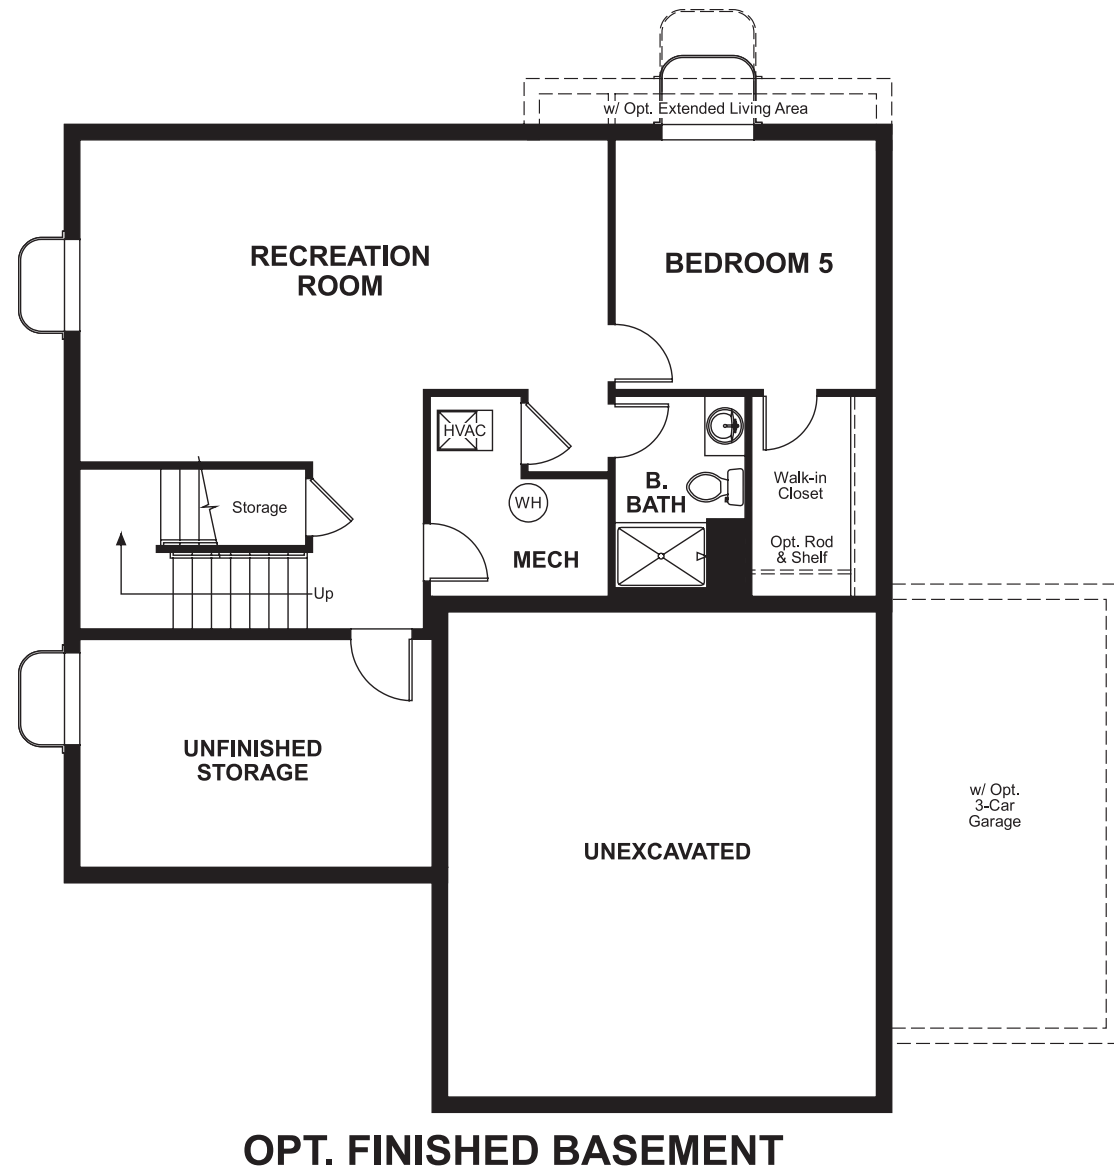 w/ Opt. Extended Living Area
RECREATION
ROOM
BEDROOM 5
HVAC
B.
BATH
Walk-in
Closet
Storage
WH
Opt. Rod
& Shelf
MECH
Up
UNFINISHED
STORAGE
w/ Opt.
3-Car
Garage
UNEXCAVATED
OPT. FINISHED BASEMENT